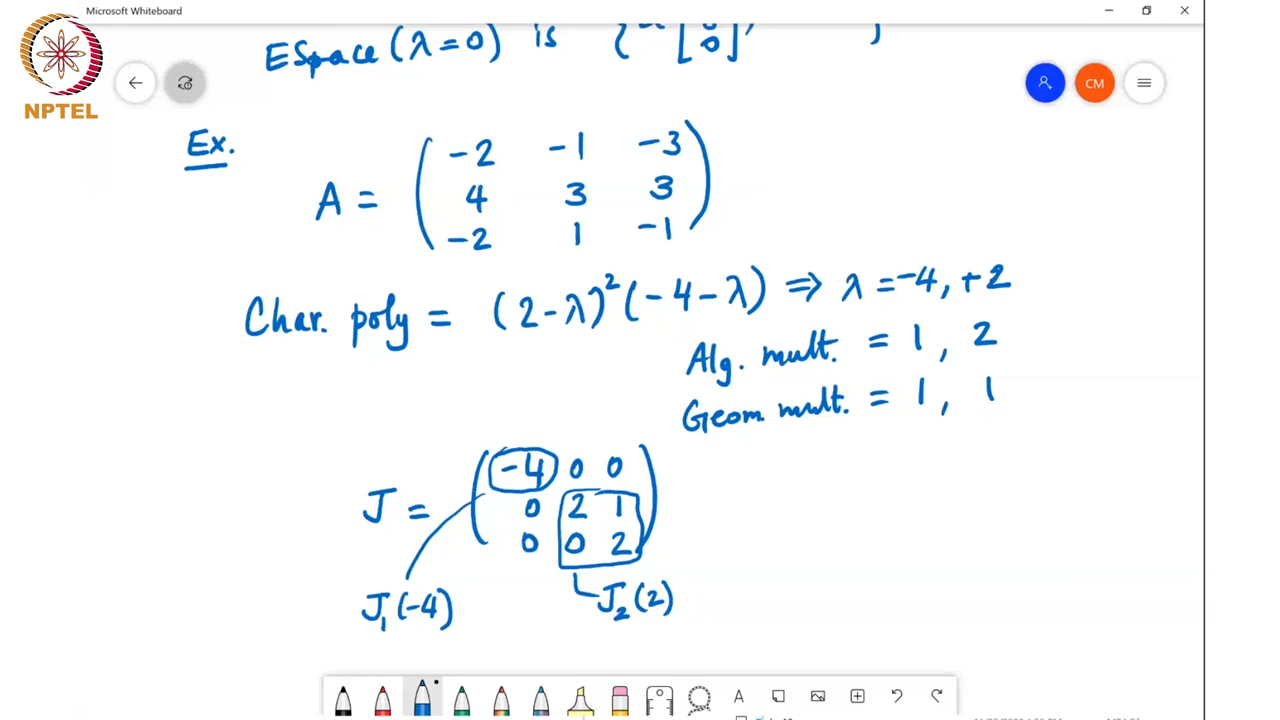 Microsoft Whiteboard
NPTEL
CM
ESpace (λ=0) is
Ex.
A = ( -2 -1 -3
4 3 3
-2 1 -1 )
Char. poly = (2-λ)²(-4-λ) ⇒ λ = -4, +2
Alg. mult. = 1, 2
Geom. mult. = 1, 1
J = ( -4 0 0
0 2 1
0 0 2 )
J₁(-4) J₂(2)
A